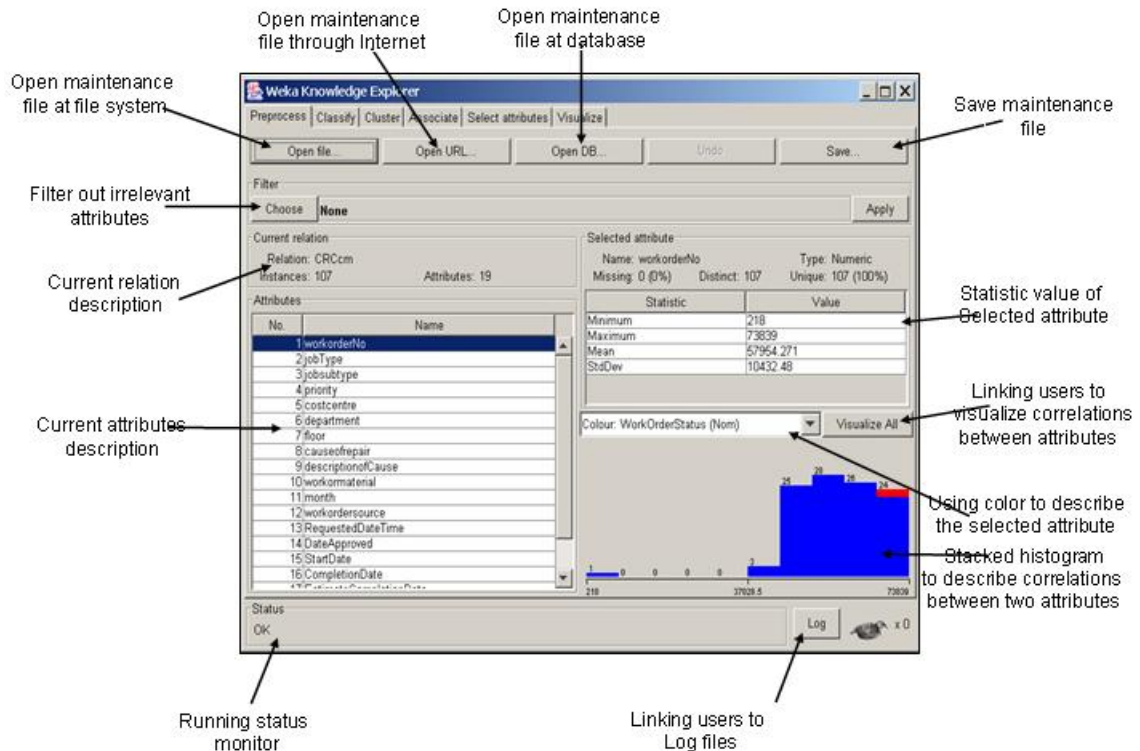 Open maintenance
file through Internet
Open maintenance
file at database
Open maintenance
file at file system
Save maintenance
file
Filter out irrelevant
attributes
Current relation
description
Current attributes
description
Running status
monitor
Weka Knowledge Explorer
Preprocess Classify Cluster Associate Select attributes Visualize
Open file... Open URL... Open DB... Undo Save...
Filter
Choose None Apply
Current relation
Relation: CRCcm
Instances: 107 Attributes: 19
Attributes
No. Name
1 workorderNo
2 jobType
3 jobsubtype
4 priority
5 costcentre
6 department
7 floor
8 causeofrepair
9 descriptionofCause
10 workormaterial
11 month
12 workordersource
13 RequestedDateTime
14 DateApproved
15 StartDate
16 CompletionDate
17 EstimateCompletionDate
Selected attribute
Name: workorderNo Type: Numeric
Missing: 0 (0%) Distinct: 107 Unique: 107 (100%)
Statistic Value
Minimum 218
Maximum 73839
Mean 57954.271
StdDev 10432.48
Colour: WorkOrderStatus (Nom) Visualize All
1 0 0 0 0 2 25 28 26 24
218 37028.5 73839
Status
OK
Log x 0
Statistic value of
Selected attribute
Linking users to
visualize correlations
between attributes
Using color to describe
the selected attribute
Stacked histogram
to describe correlations
between two attributes
Linking users to
Log files